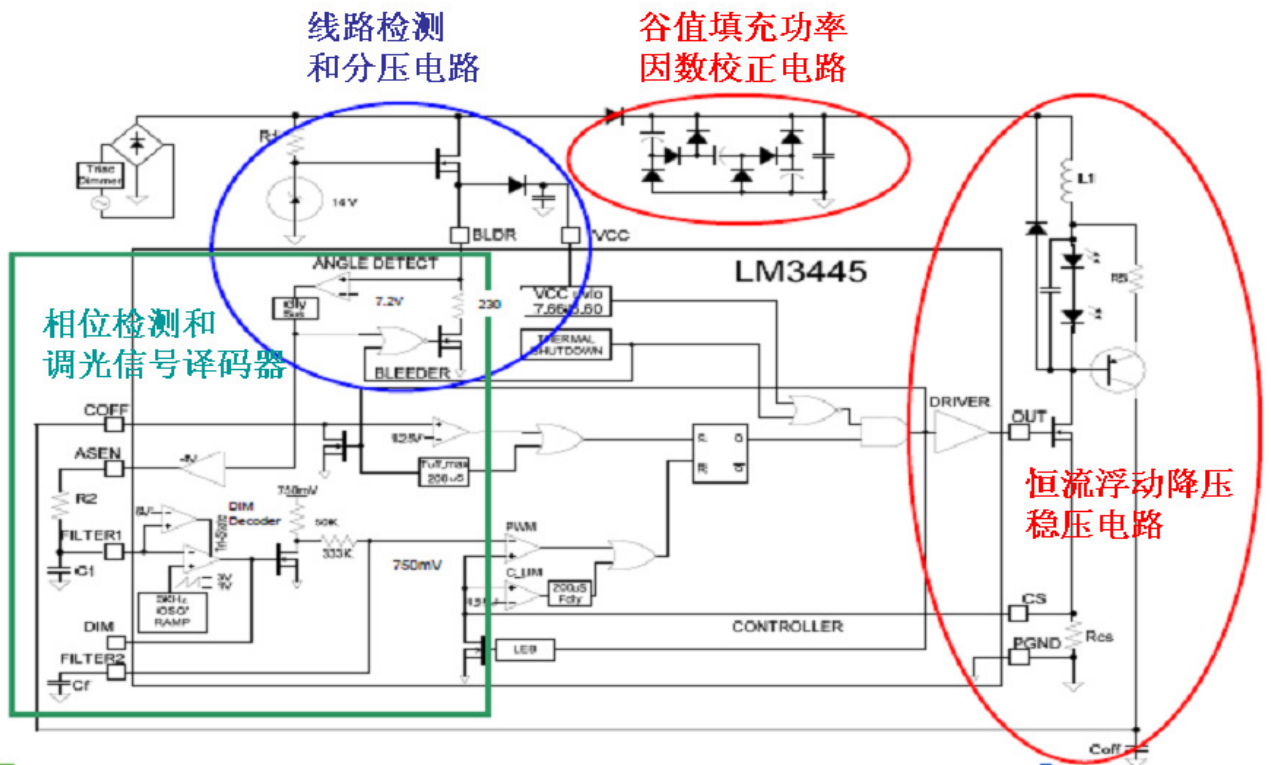 线路检测
和分压电路
谷值填充功率
因数校正电路
Triac
Dimmer
14 V
BLDR
VCC
L1
ANGLE DETECT
7.2V
230
LM3445
相位检测和
调光信号译码器
THERMAL
SHUTDOWN
BLEEDER
COFF
DRIVER
OUT
ASEN
200uS
R2
750mV
DIM
Decoder
50K
333K
恒流浮动降压
稳压电路
FILTER1
Tri-State
PWM
750mV
C1
RAMP
CS
DIM
CONTROLLER
Rcs
FILTER2
LEB
PGND
Cf
Coff